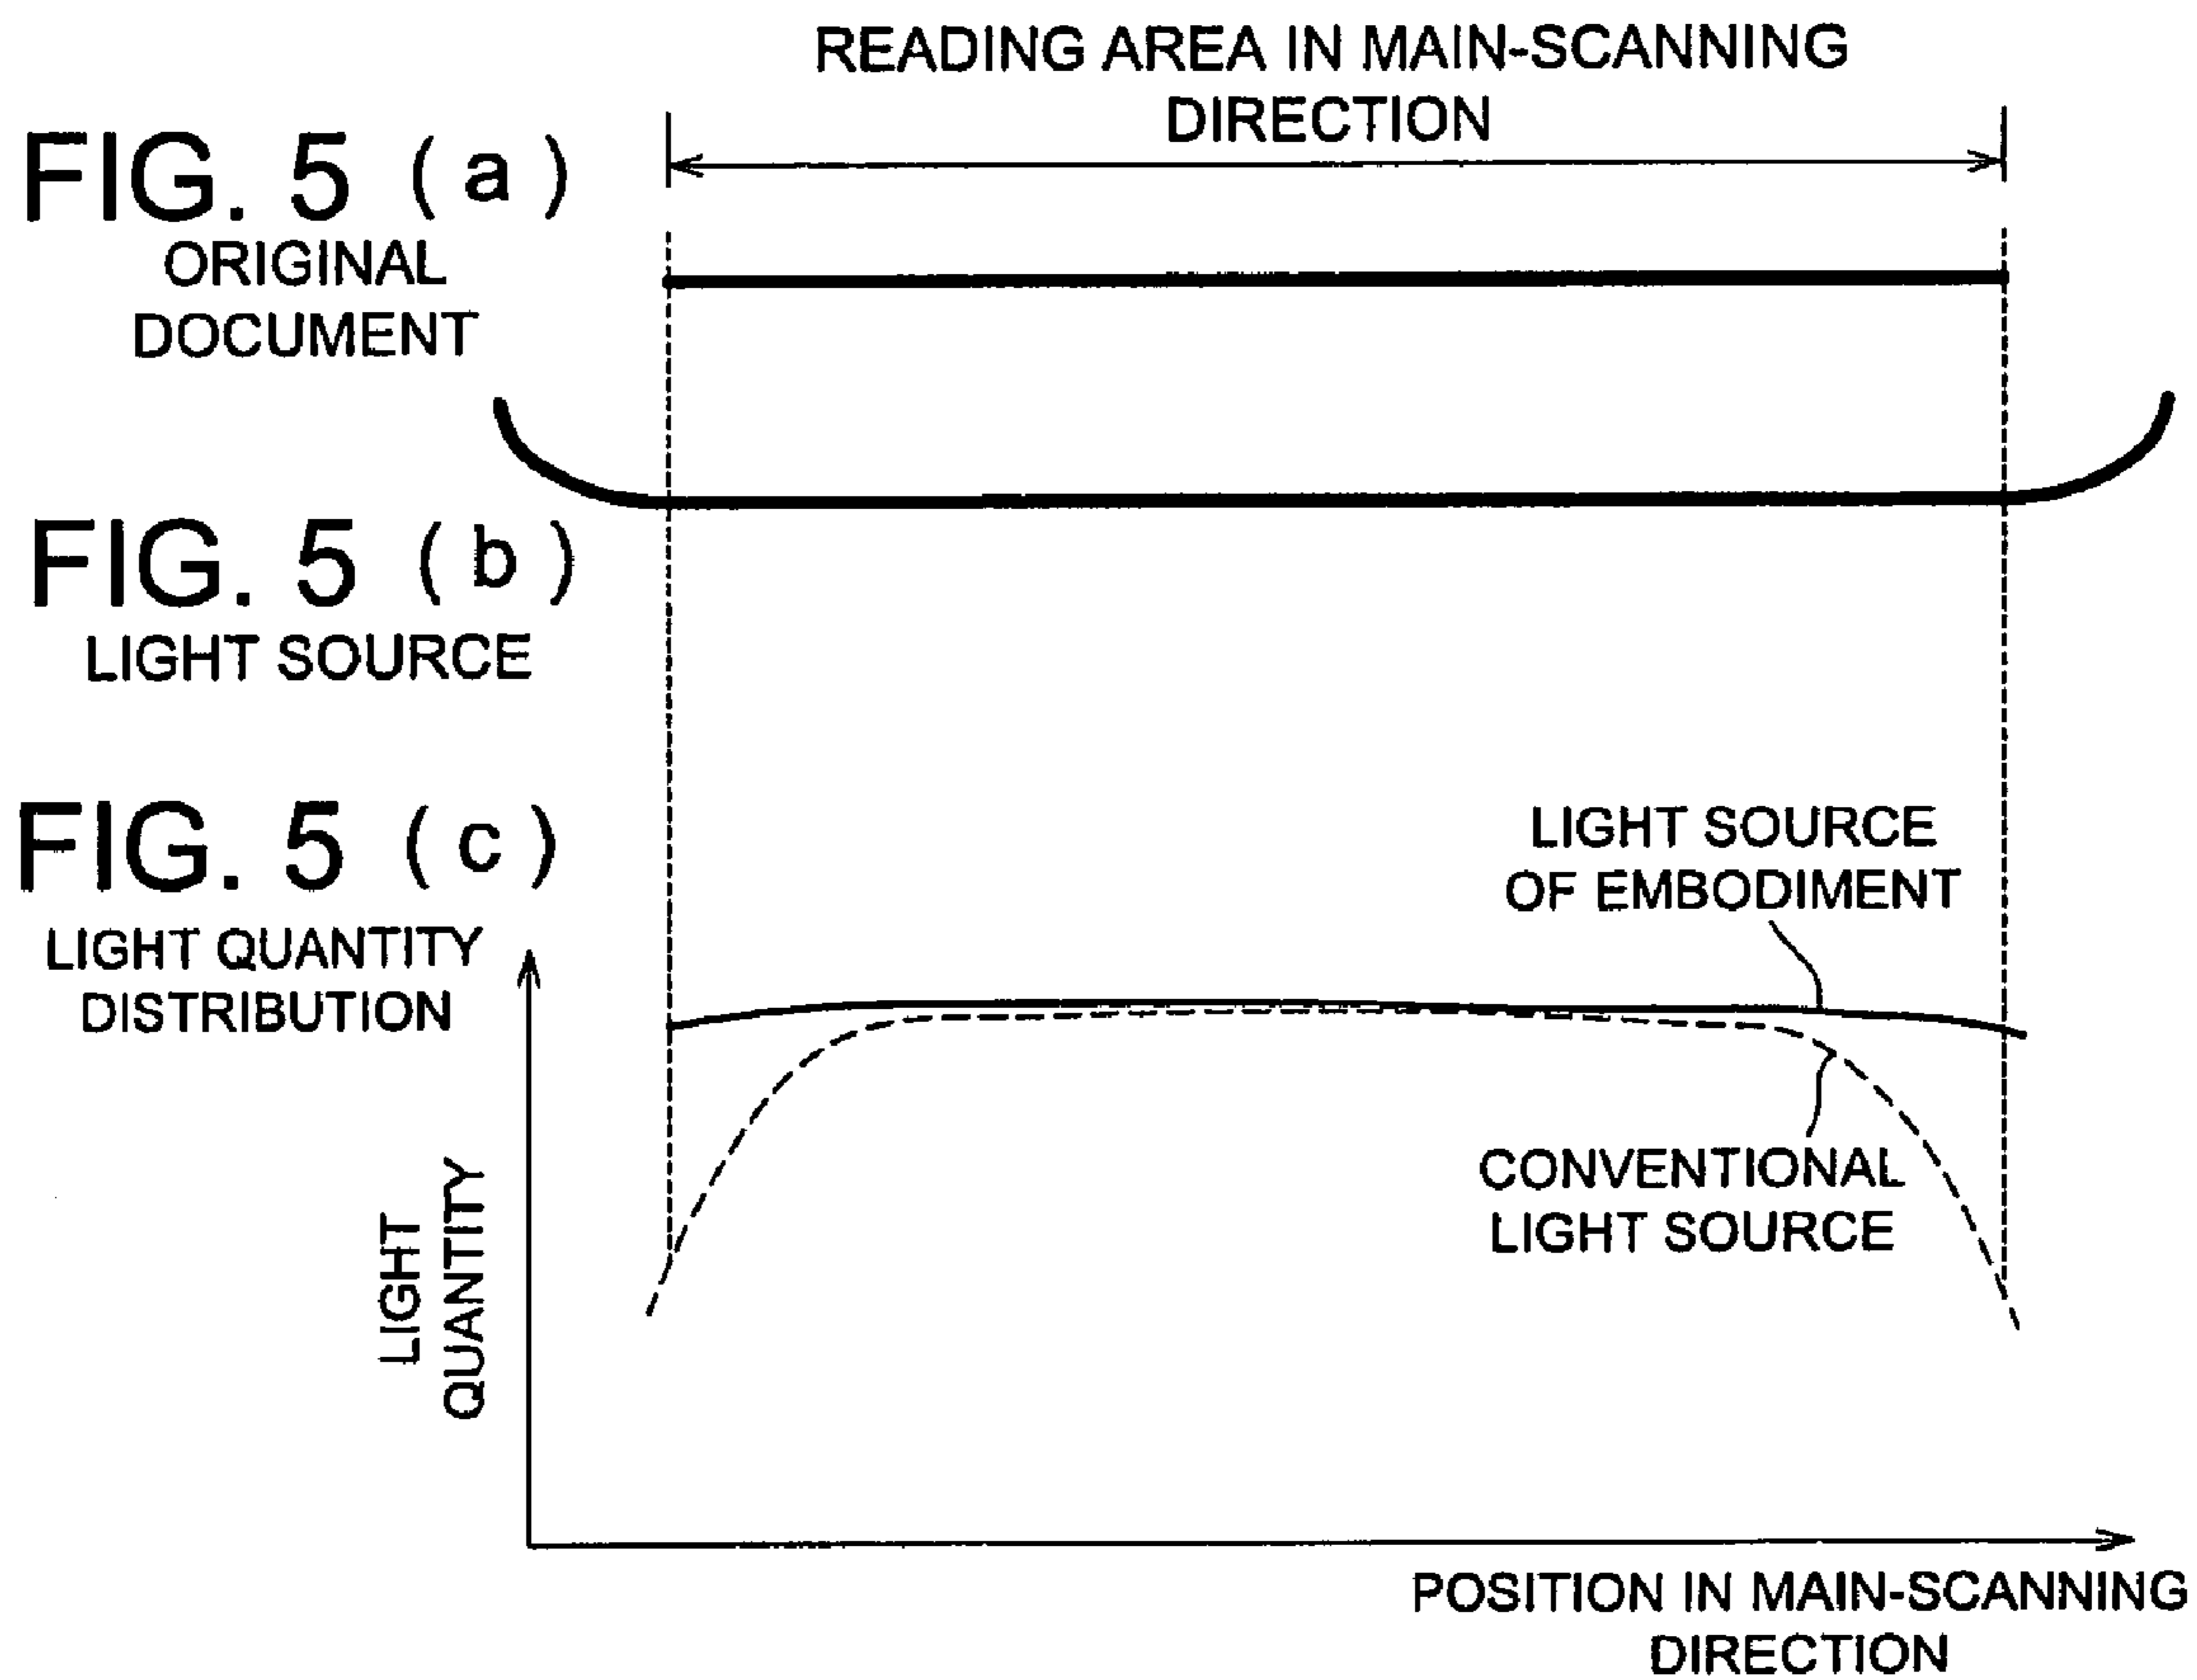 READING AREA IN MAIN-SCANNING
DIRECTION
FIG. 5 (a)
ORIGINAL
DOCUMENT
FIG. 5 (b)
LIGHT SOURCE
FIG. 5 (c)
LIGHT QUANTITY
DISTRIBUTION
LIGHT SOURCE
OF EMBODIMENT
CONVENTIONAL
LIGHT SOURCE
LIGHT
QUANTITY
POSITION IN MAIN-SCANNING
DIRECTION